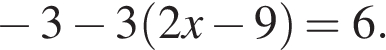 −3 − 3(2x − 9) = 6.